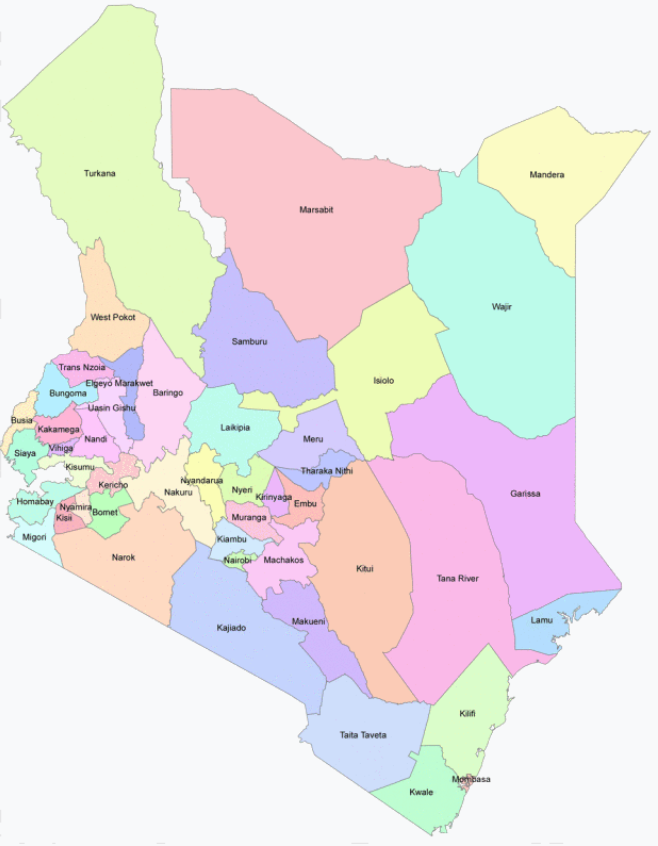 Turkana
Mandera
Marsabit
Wajir
West Pokot
Samburu
Trans Nzoia
Isiolo
Elgeyo Marakwet
Bungoma
Baringo
Uasin Gishu
Busia
Kakamega
Laikipia
Nandi
Meru
Vihiga
Siaya
Kisumu
Tharaka Nithi
Nyandarua
Kericho
Nyeri
Nakuru
Garissa
Kirinyaga
Homabay
Embu
Nyamira
Bomet
Kisii
Muranga
Migori
Kiambu
Narok
Nairobi
Machakos
Kitui
Tana River
Lamu
Makueni
Kajiado
Kilifi
Taita Taveta
Mombasa
Kwale